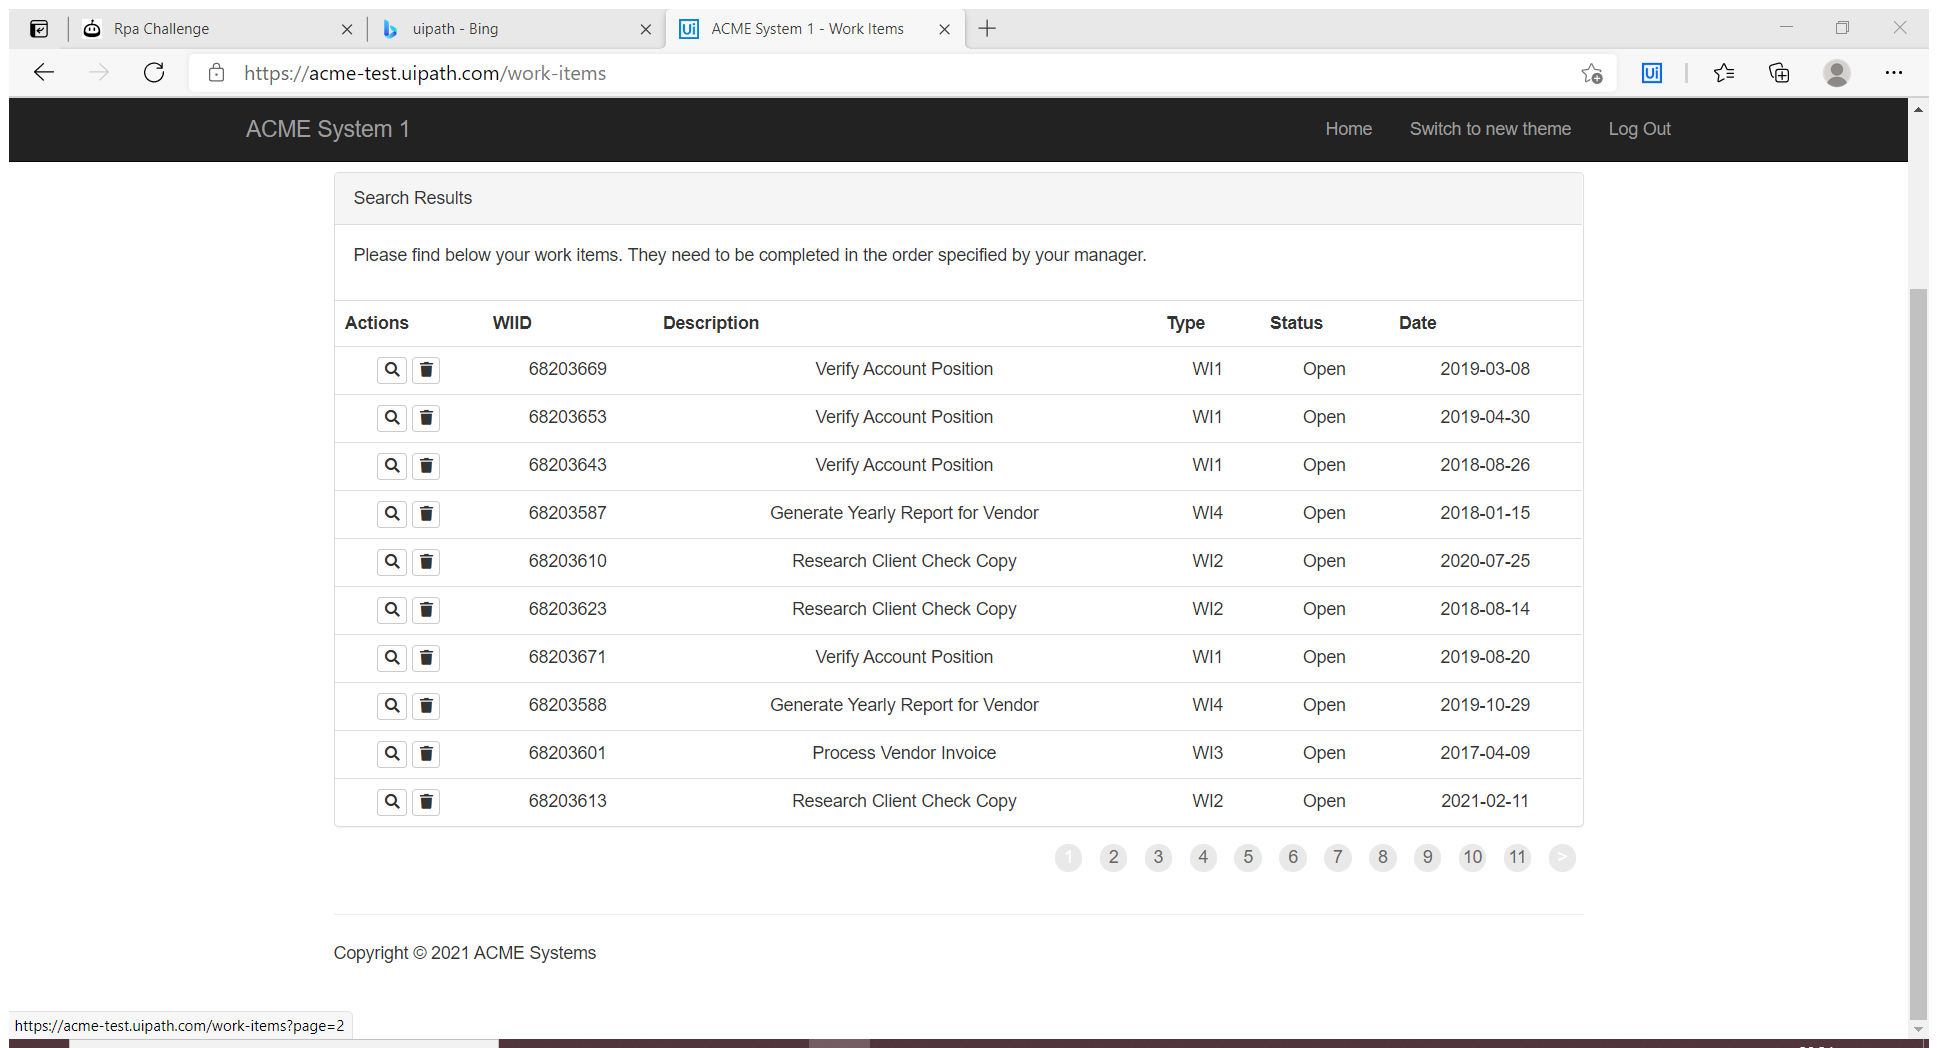 Rpa Challenge
uipath - Bing
Ui ACME System 1 - Work Items
https://acme-test.uipath.com/work-items
Ui
ACME System 1 Home Switch to new theme Log Out
Search Results
Please find below your work items. They need to be completed in the order specified by your manager.
Actions WIID Description Type Status Date
68203669 Verify Account Position WI1 Open 2019-03-08
68203653 Verify Account Position WI1 Open 2019-04-30
68203643 Verify Account Position WI1 Open 2018-08-26
68203587 Generate Yearly Report for Vendor WI4 Open 2018-01-15
68203610 Research Client Check Copy WI2 Open 2020-07-25
68203623 Research Client Check Copy WI2 Open 2018-08-14
68203671 Verify Account Position WI1 Open 2019-08-20
68203588 Generate Yearly Report for Vendor WI4 Open 2019-10-29
68203601 Process Vendor Invoice WI3 Open 2017-04-09
68203613 Research Client Check Copy WI2 Open 2021-02-11
1 2 3 4 5 6 7 8 9 10 11 >
Copyright © 2021 ACME Systems
https://acme-test.uipath.com/work-items?page=2